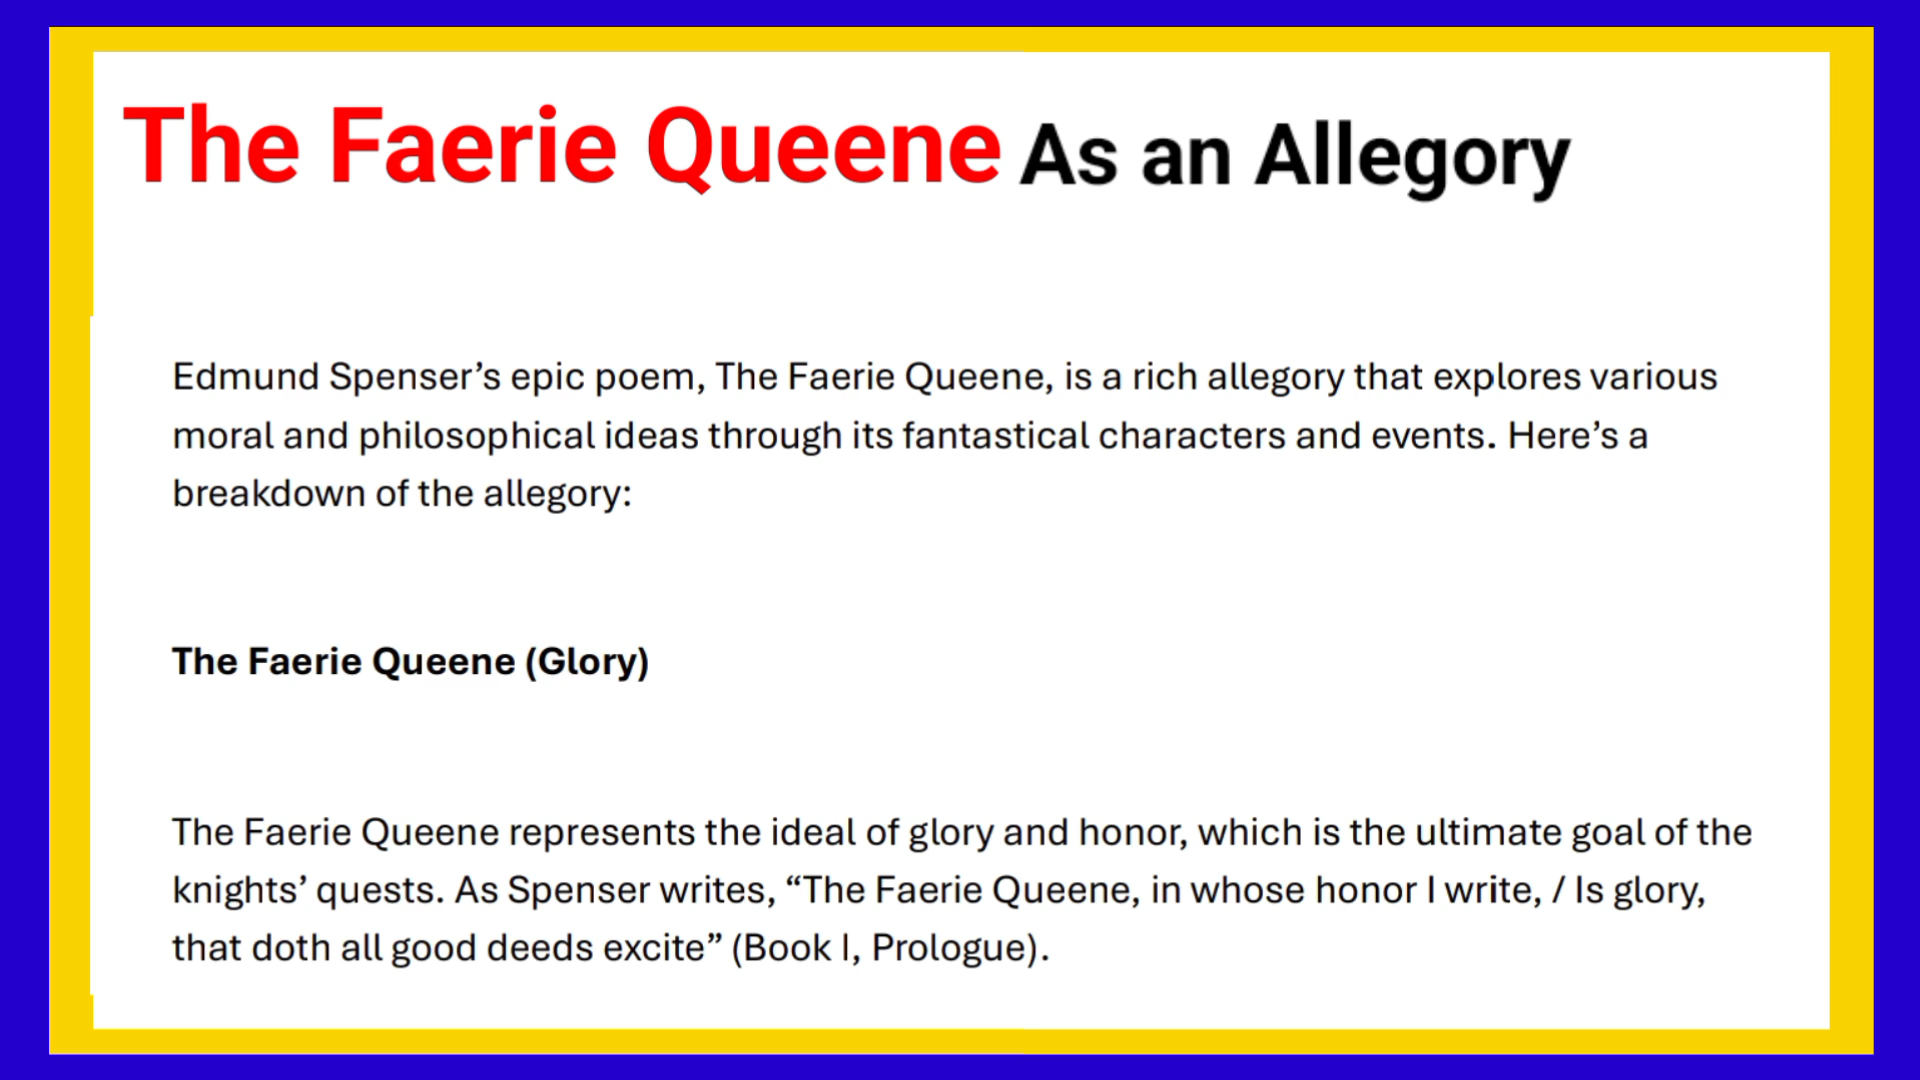 The Faerie Queene As an Allegory
Edmund Spenser’s epic poem, The Faerie Queene, is a rich allegory that explores various
moral and philosophical ideas through its fantastical characters and events. Here’s a
breakdown of the allegory:
The Faerie Queene (Glory)
The Faerie Queene represents the ideal of glory and honor, which is the ultimate goal of the
knights’ quests. As Spenser writes, “The Faerie Queene, in whose honor I write, / Is glory,
that doth all good deeds excite” (Book I, Prologue).